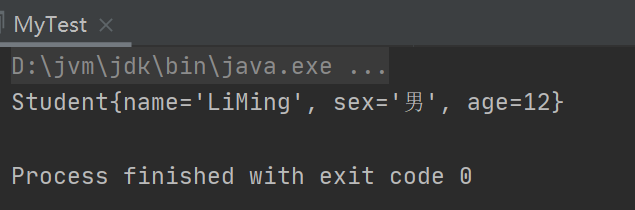 MyTest ×
D:\jvm\jdk\bin\java.exe ...
Student{name='LiMing', sex='男', age=12}
Process finished with exit code 0